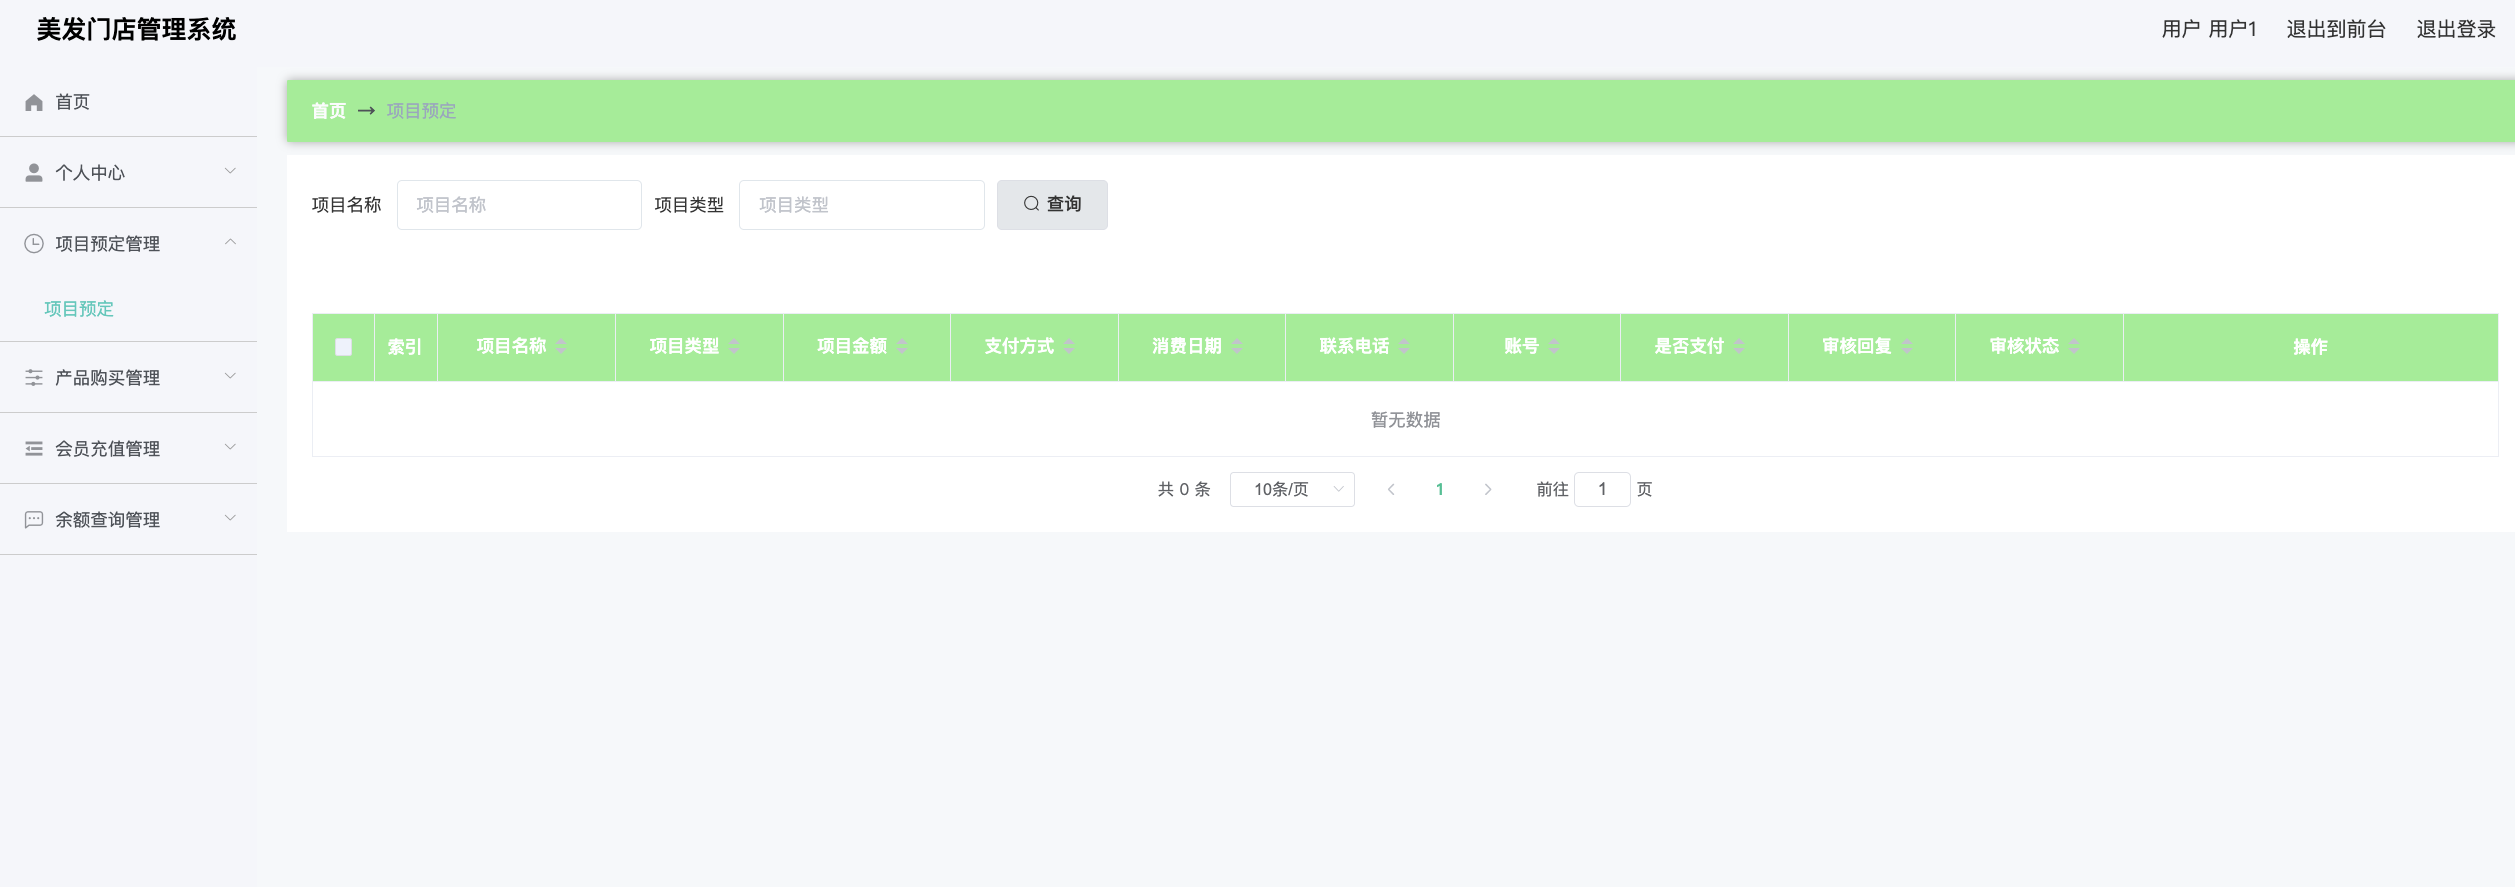 美发门店管理系统
用户 用户1 退出到前台 退出登录
首页
个人中心
项目预定管理
项目预定
产品购买管理
会员充值管理
余额查询管理
首页 → 项目预定
项目名称 项目名称 项目类型 项目类型 查询
索引 项目名称 项目类型 项目金额 支付方式 消费日期 联系电话 账号 是否支付 审核回复 审核状态 操作
暂无数据
共 0 条 10条/页 1 前往 1 页